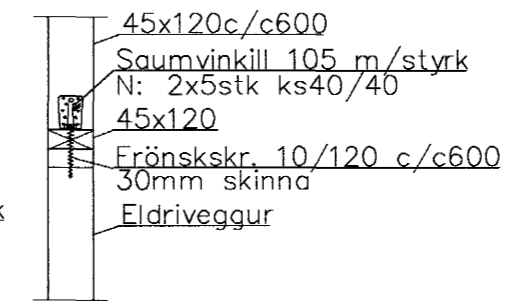 45x120c/c600
Saumvinkill 105 m/styrk
N: 2x5stk ks40/40
45x120
Frönskskr. 10/120 c/c600
30mm skinna
Eldriveggur